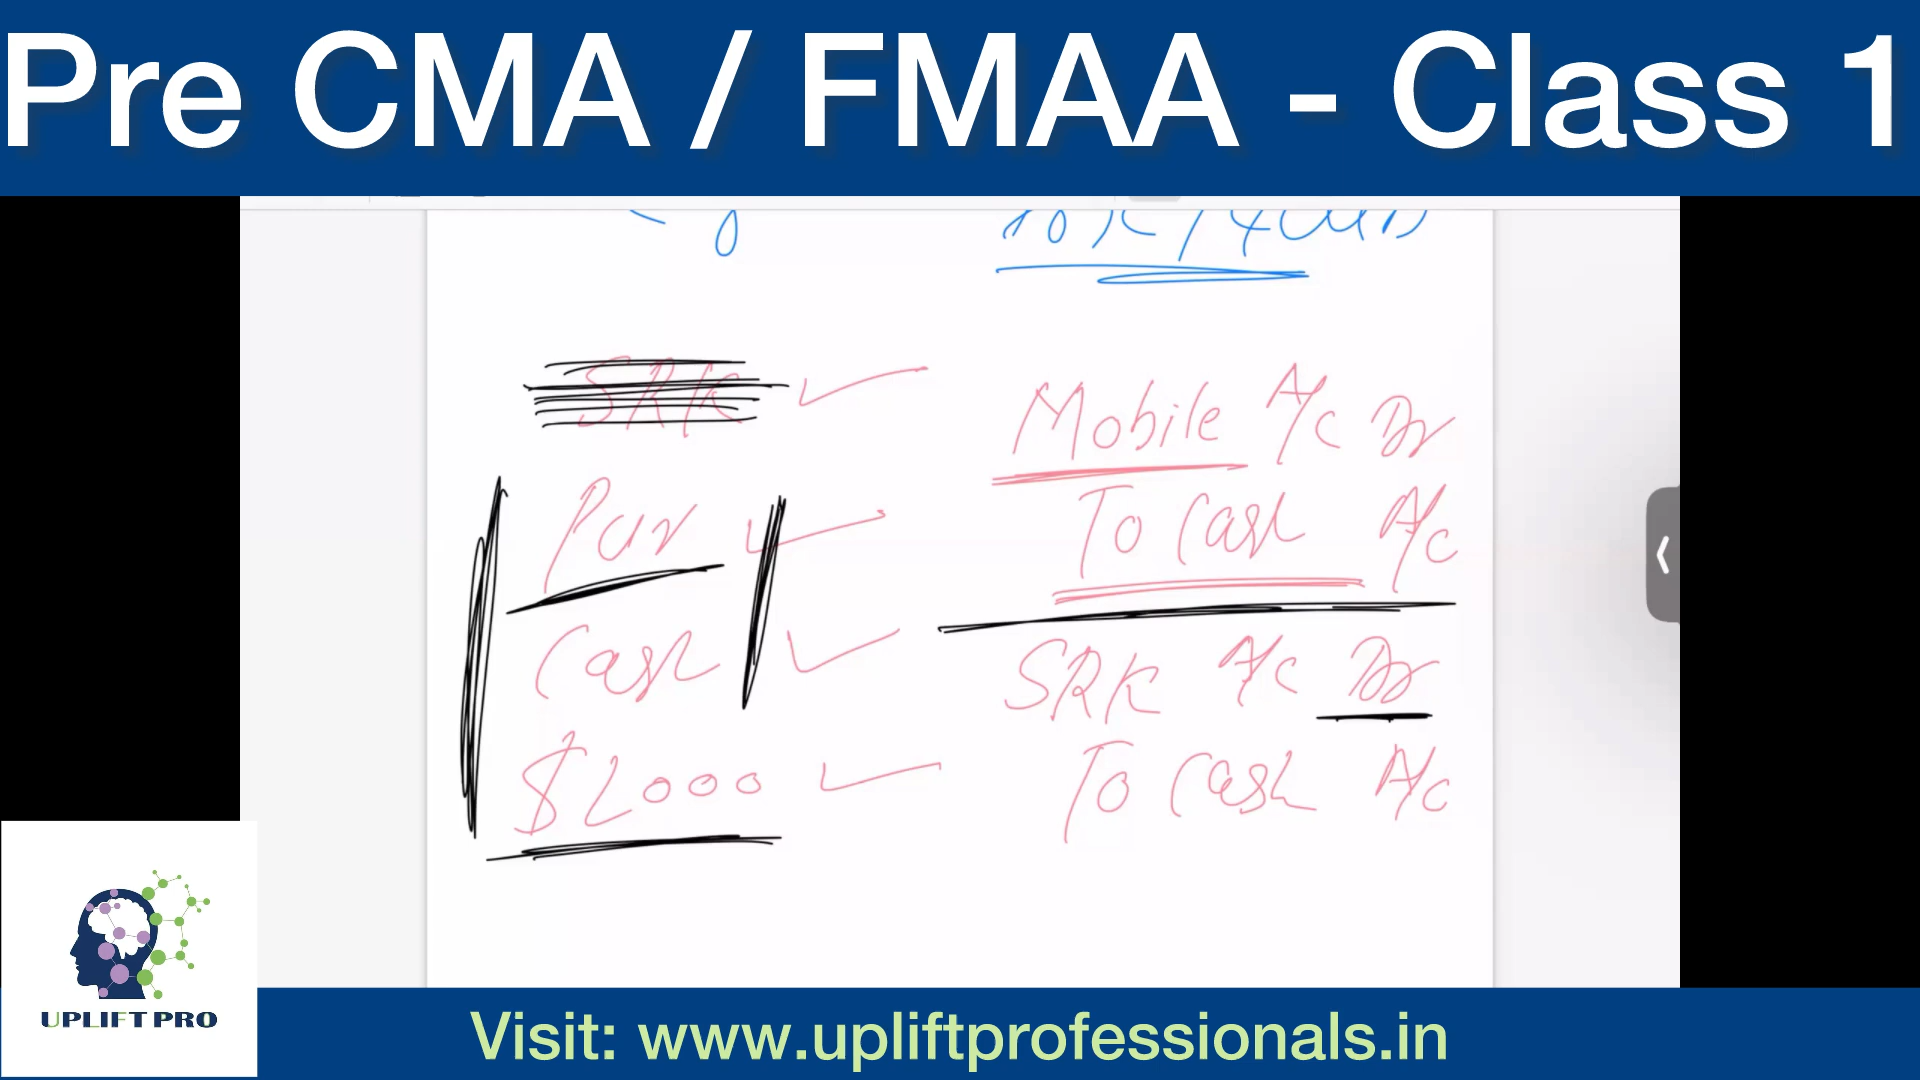 Pre CMA / FMAA - Class 1
SRK
Mobile A/c Dr
Pur
To Cash A/c
Cash
SRK A/c Dr
$2000
To Cash A/c
UPLIFT PRO
Visit: www.upliftprofessionals.in